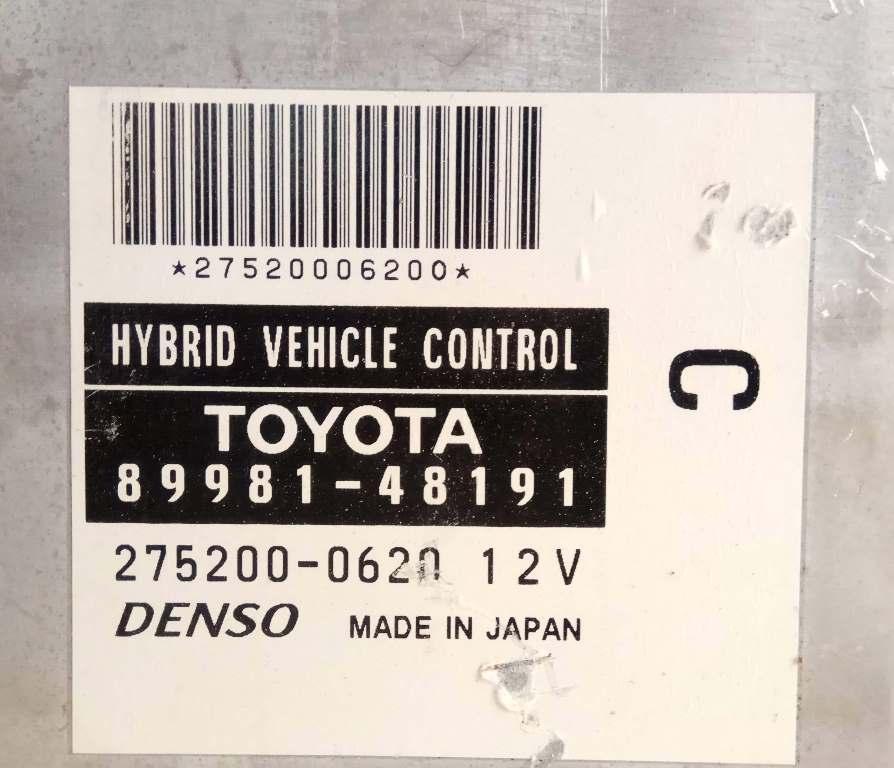 *27520006200*
HYBRID VEHICLE CONTROL
TOYOTA
89981-48191
275200-0620 12V
DENSO MADE IN JAPAN
C